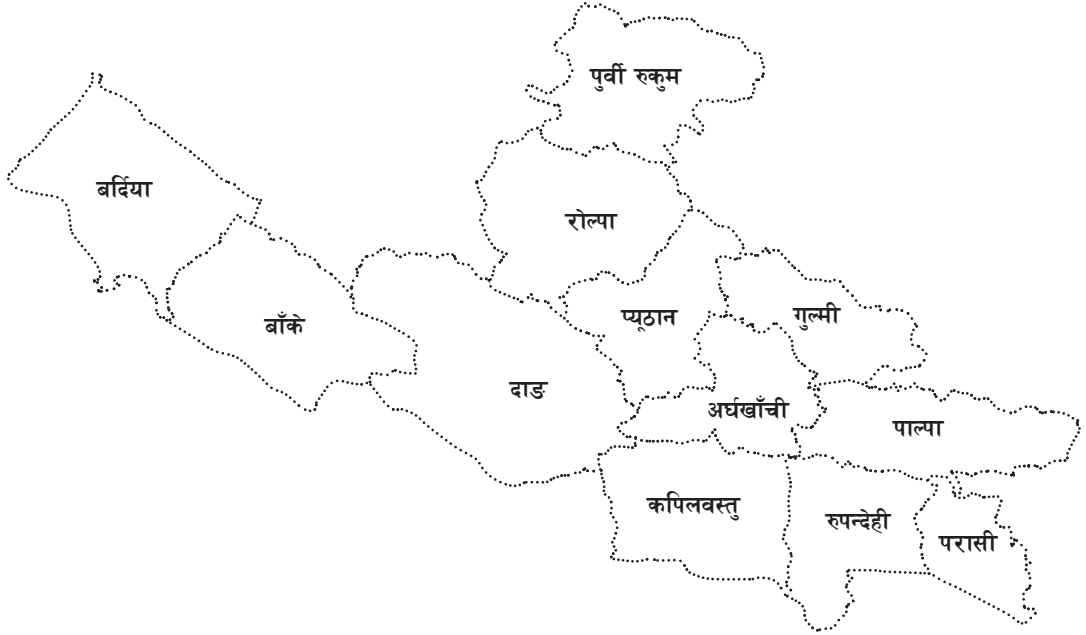 पुर्वी रुकुम
बर्दिया
रोल्पा
बाँके
प्यूठान
गुल्मी
दाङ
अर्घखाँची
पाल्पा
कपिलवस्तु
रुपन्देही
परासी